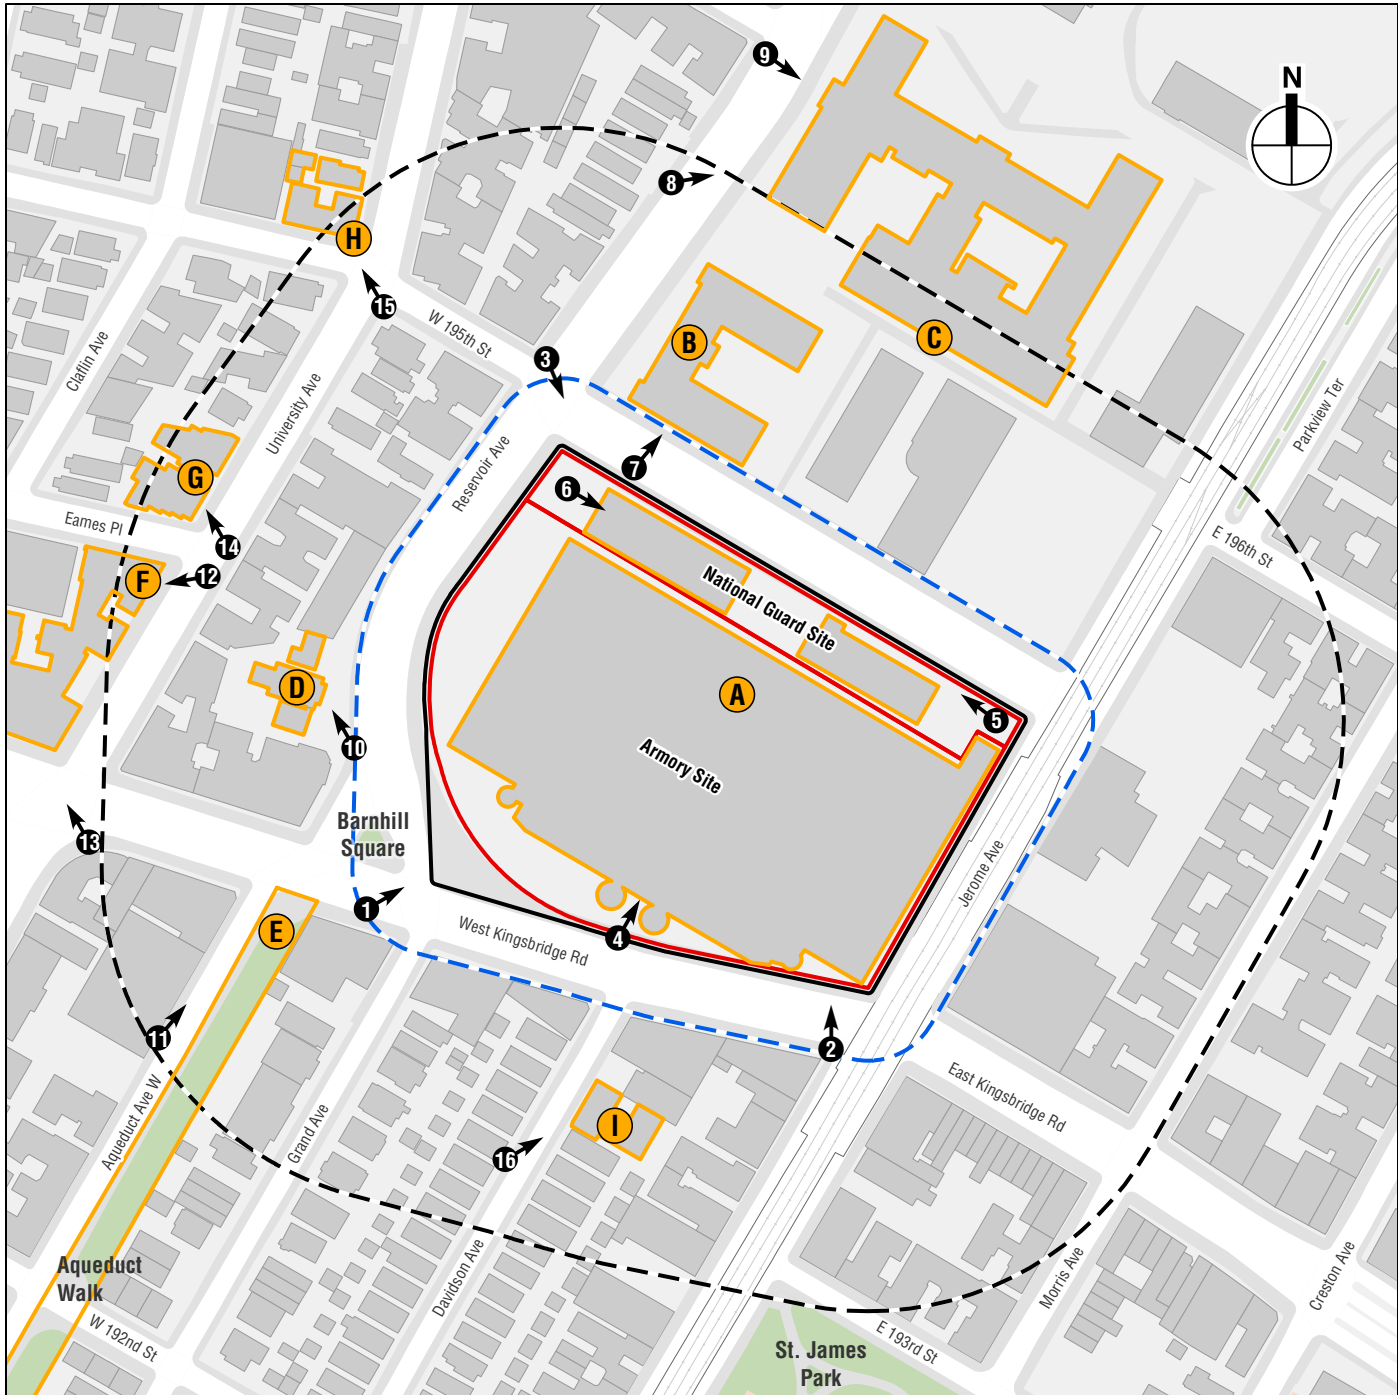 9
N
8
C
H
15
W 195th St
B
3
Claflin Ave
University Ave
Parkview Ter
Reservoir Ave
7
G
6
Eames Pl
14
E 196th St
F
12
National Guard Site
D
A
5
10
Armory Site
Barnhill
Square
13
Jerome Ave
1
E
West Kingsbridge Rd
4
11
2
East Kingsbridge Rd
Aqueduct Ave W
Grand Ave
I
16
Aqueduct
Walk
Davidson Ave
Morris Ave
Creston Ave
W 192nd St
E 193rd St
St. James
Park